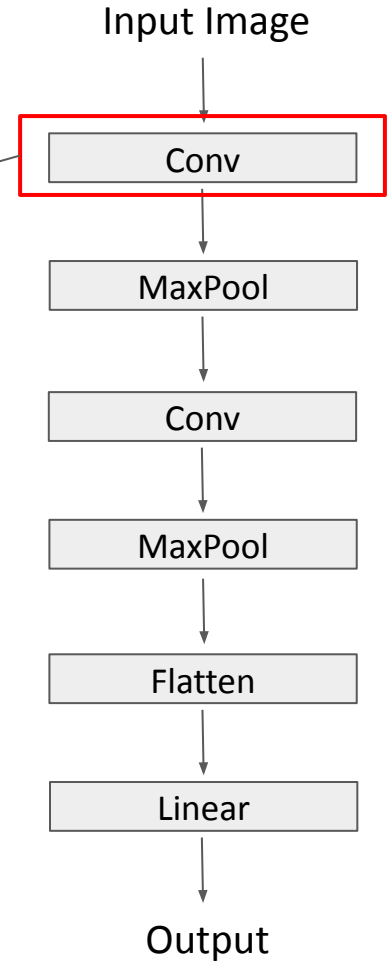 Input Image
Conv
MaxPool
Conv
MaxPool
Flatten
Linear
Output